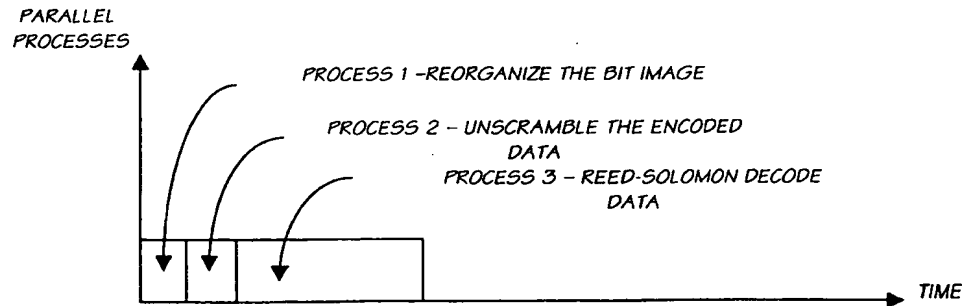 PARALLEL
PROCESSES
PROCESS 1 –REORGANIZE THE BIT IMAGE
PROCESS 2 – UNSCRAMBLE THE ENCODED
DATA
PROCESS 3 – REED-SOLOMON DECODE
DATA
TIME